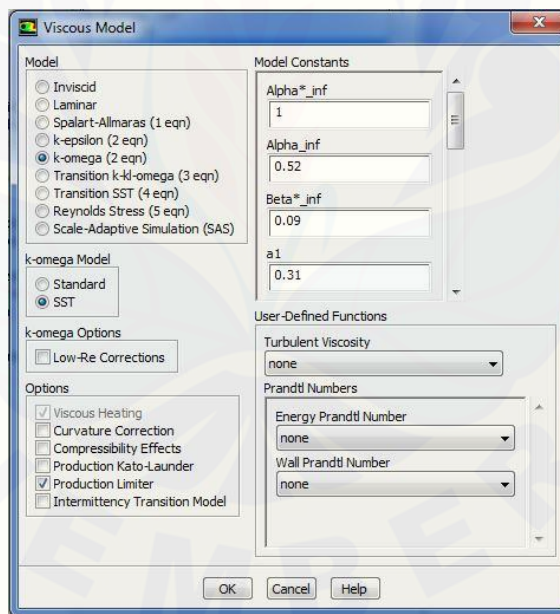 Viscous Model
Model
Inviscid
Laminar
Spalart-Allmaras (1 eqn)
k-epsilon (2 eqn)
k-omega (2 eqn)
Transition k-kl-omega (3 eqn)
Transition SST (4 eqn)
Reynolds Stress (5 eqn)
Scale-Adaptive Simulation (SAS)
k-omega Model
Standard
SST
k-omega Options
Low-Re Corrections
Options
Viscous Heating
Curvature Correction
Compressibility Effects
Production Kato-Launder
Production Limiter
Intermittency Transition Model
Model Constants
Alpha*_inf
1
Alpha_inf
0.52
Beta*_inf
0.09
a1
0.31
User-Defined Functions
Turbulent Viscosity
none
Prandtl Numbers
Energy Prandtl Number
none
Wall Prandtl Number
none
OK Cancel Help